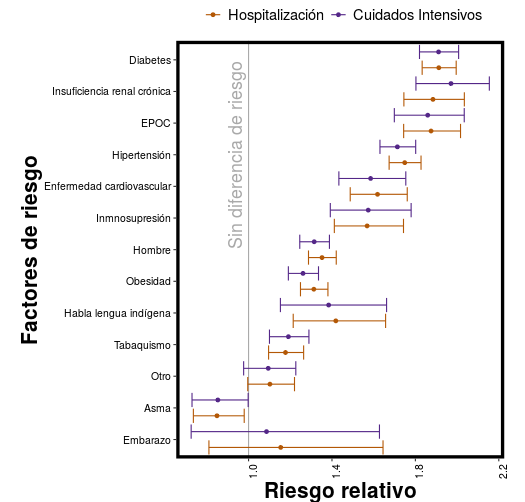 Hospitalización Cuidados Intensivos
Factores de riesgo
Diabetes
Insuficiencia renal crónica
EPOC
Hipertensión
Enfermedad cardiovascular
Inmnosupresión
Hombre
Obesidad
Habla lengua indígena
Tabaquismo
Otro
Asma
Embarazo
Sin diferencia de riesgo
1.0 1.4 1.8 2.2
Riesgo relativo